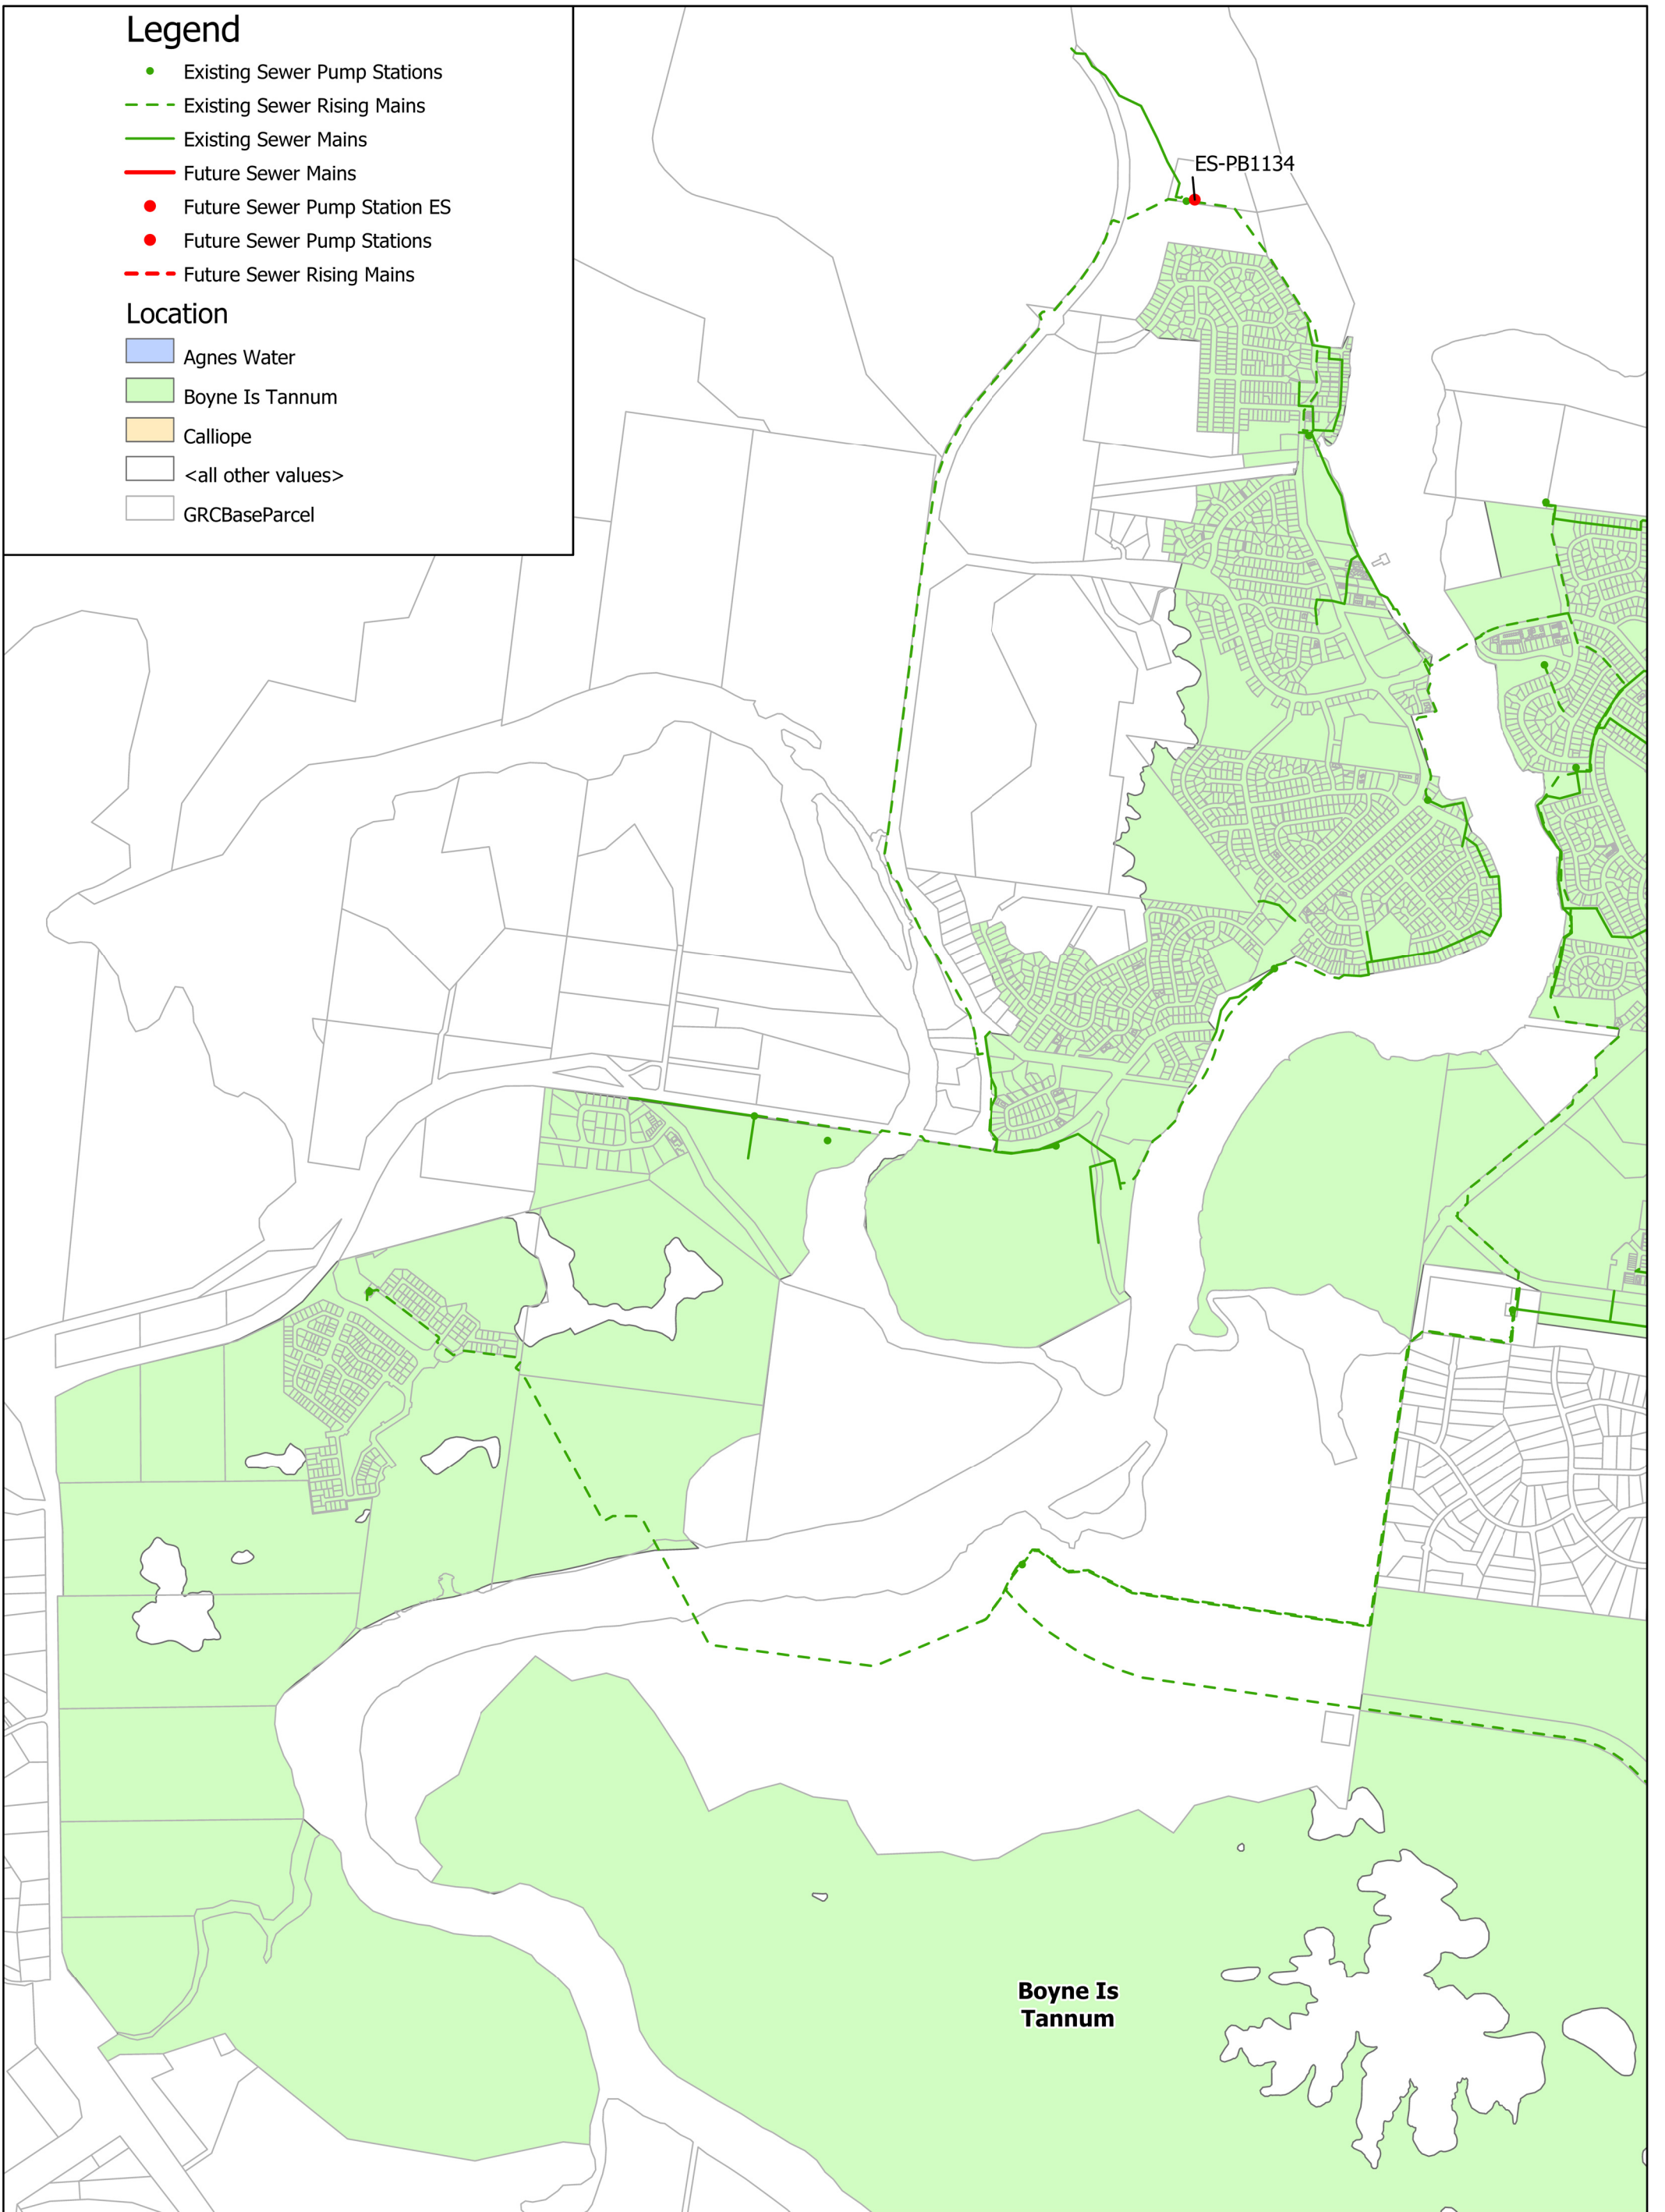 Legend
Existing Sewer Pump Stations
Existing Sewer Rising Mains
Existing Sewer Mains
Future Sewer Mains
Future Sewer Pump Station ES
Future Sewer Pump Stations
Future Sewer Rising Mains
Location
Agnes Water
Boyne Is Tannum
Calliope
<all other values>
GRCBaseParcel
ES-PB1134
Boyne Is
Tannum